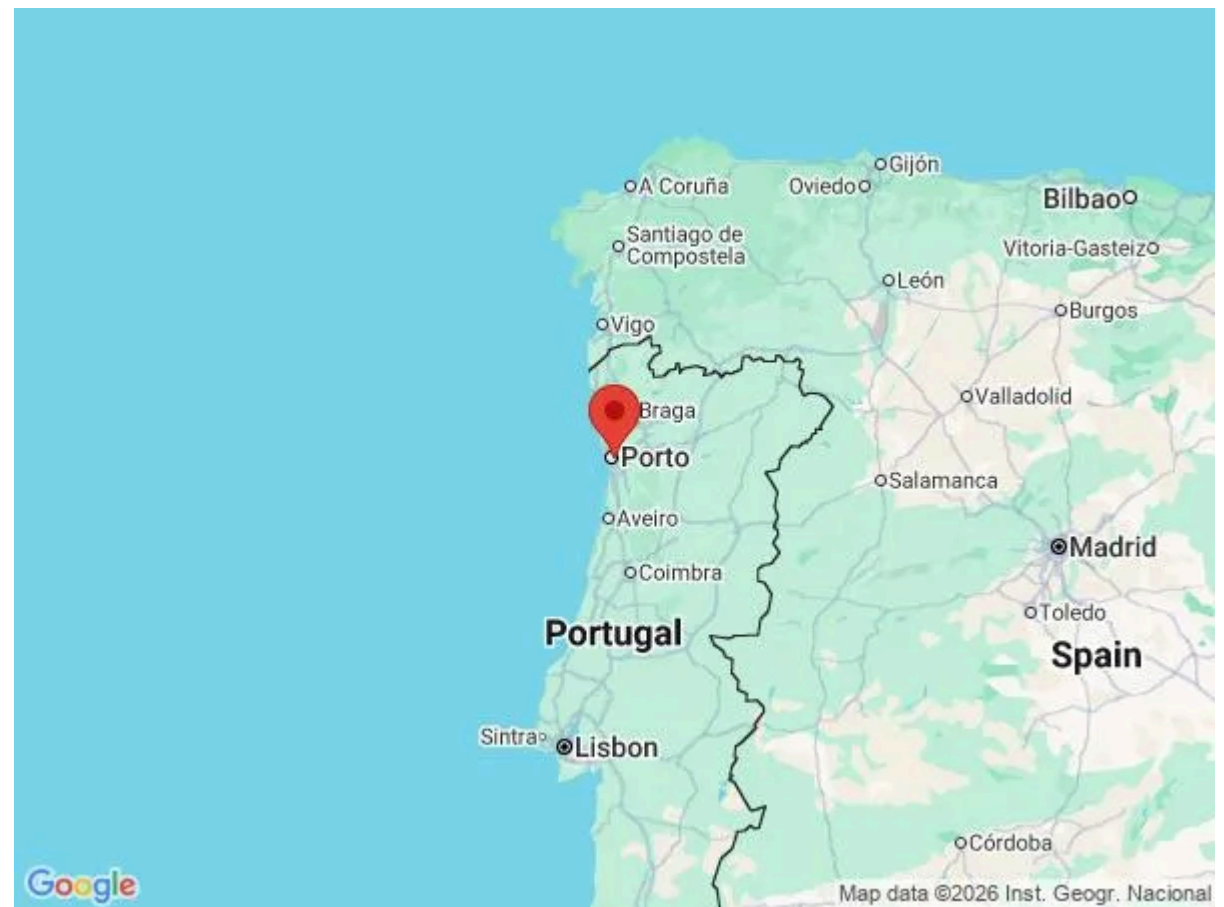 Gijón
A Coruña
Oviedo
Bilbao
Santiago de
Compostela
Vitoria-Gasteiz
León
Burgos
Vigo
Valladolid
Braga
Porto
Salamanca
Aveiro
Madrid
Coimbra
Toledo
Portugal
Spain
Sintra
Lisbon
Córdoba
Google
Map data ©2026 Inst. Geogr. Nacional